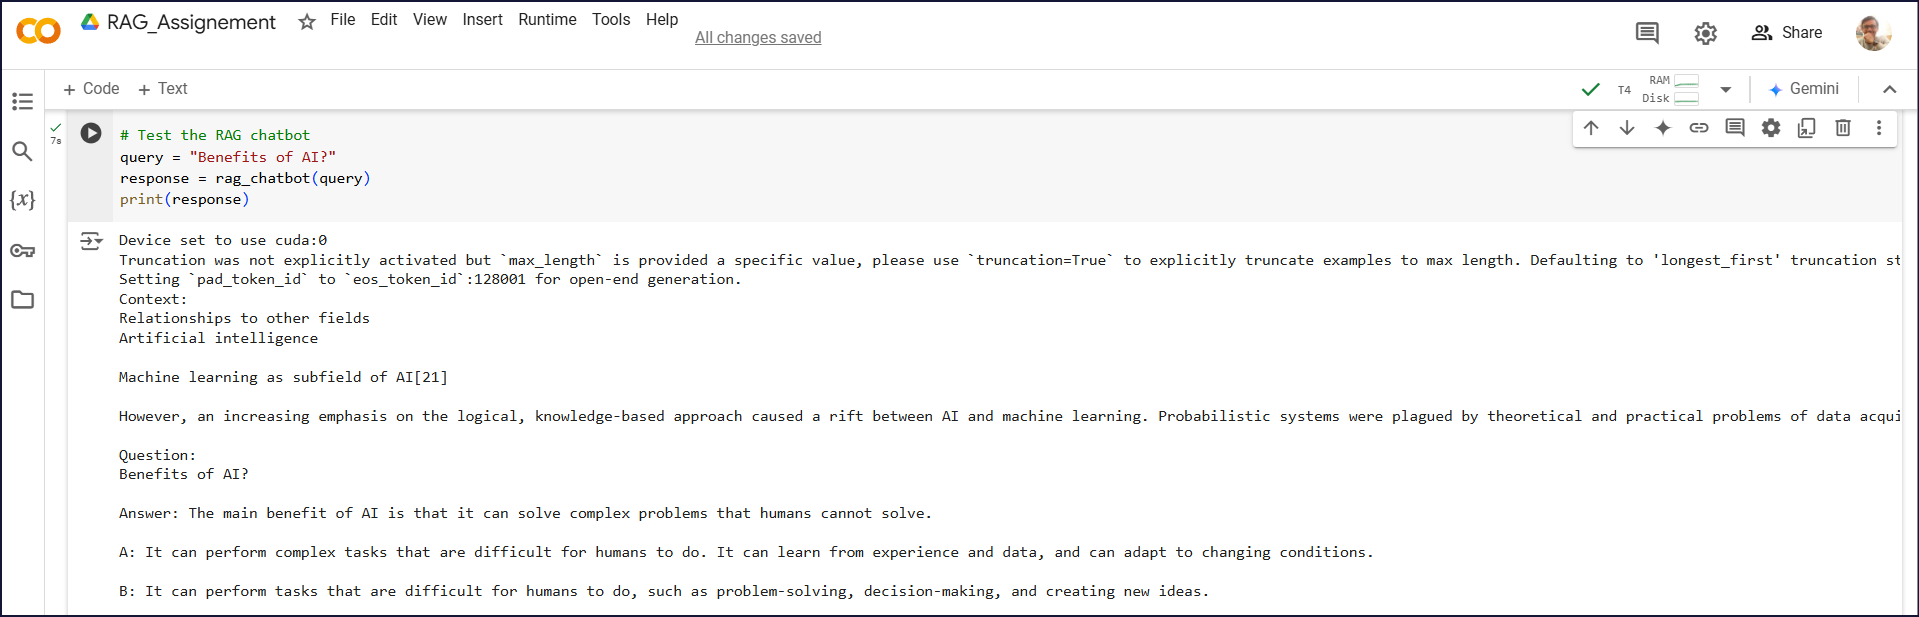 RAG_Assignement
File Edit View Insert Runtime Tools Help
All changes saved
Share
+ Code + Text
T4
RAM
Disk
Gemini
7s
# Test the RAG chatbot
query = "Benefits of AI?"
response = rag_chatbot(query)
print(response)
{x}
Device set to use cuda:0
Truncation was not explicitly activated but `max_length` is provided a specific value, please use `truncation=True` to explicitly truncate examples to max length. Defaulting to 'longest_first' truncation st
Setting `pad_token_id` to `eos_token_id`:128001 for open-end generation.
Context:
Relationships to other fields
Artificial intelligence
Machine learning as subfield of AI[21]
However, an increasing emphasis on the logical, knowledge-based approach caused a rift between AI and machine learning. Probabilistic systems were plagued by theoretical and practical problems of data acqui
Question:
Benefits of AI?
Answer: The main benefit of AI is that it can solve complex problems that humans cannot solve.
A: It can perform complex tasks that are difficult for humans to do. It can learn from experience and data, and can adapt to changing conditions.
B: It can perform tasks that are difficult for humans to do, such as problem-solving, decision-making, and creating new ideas.